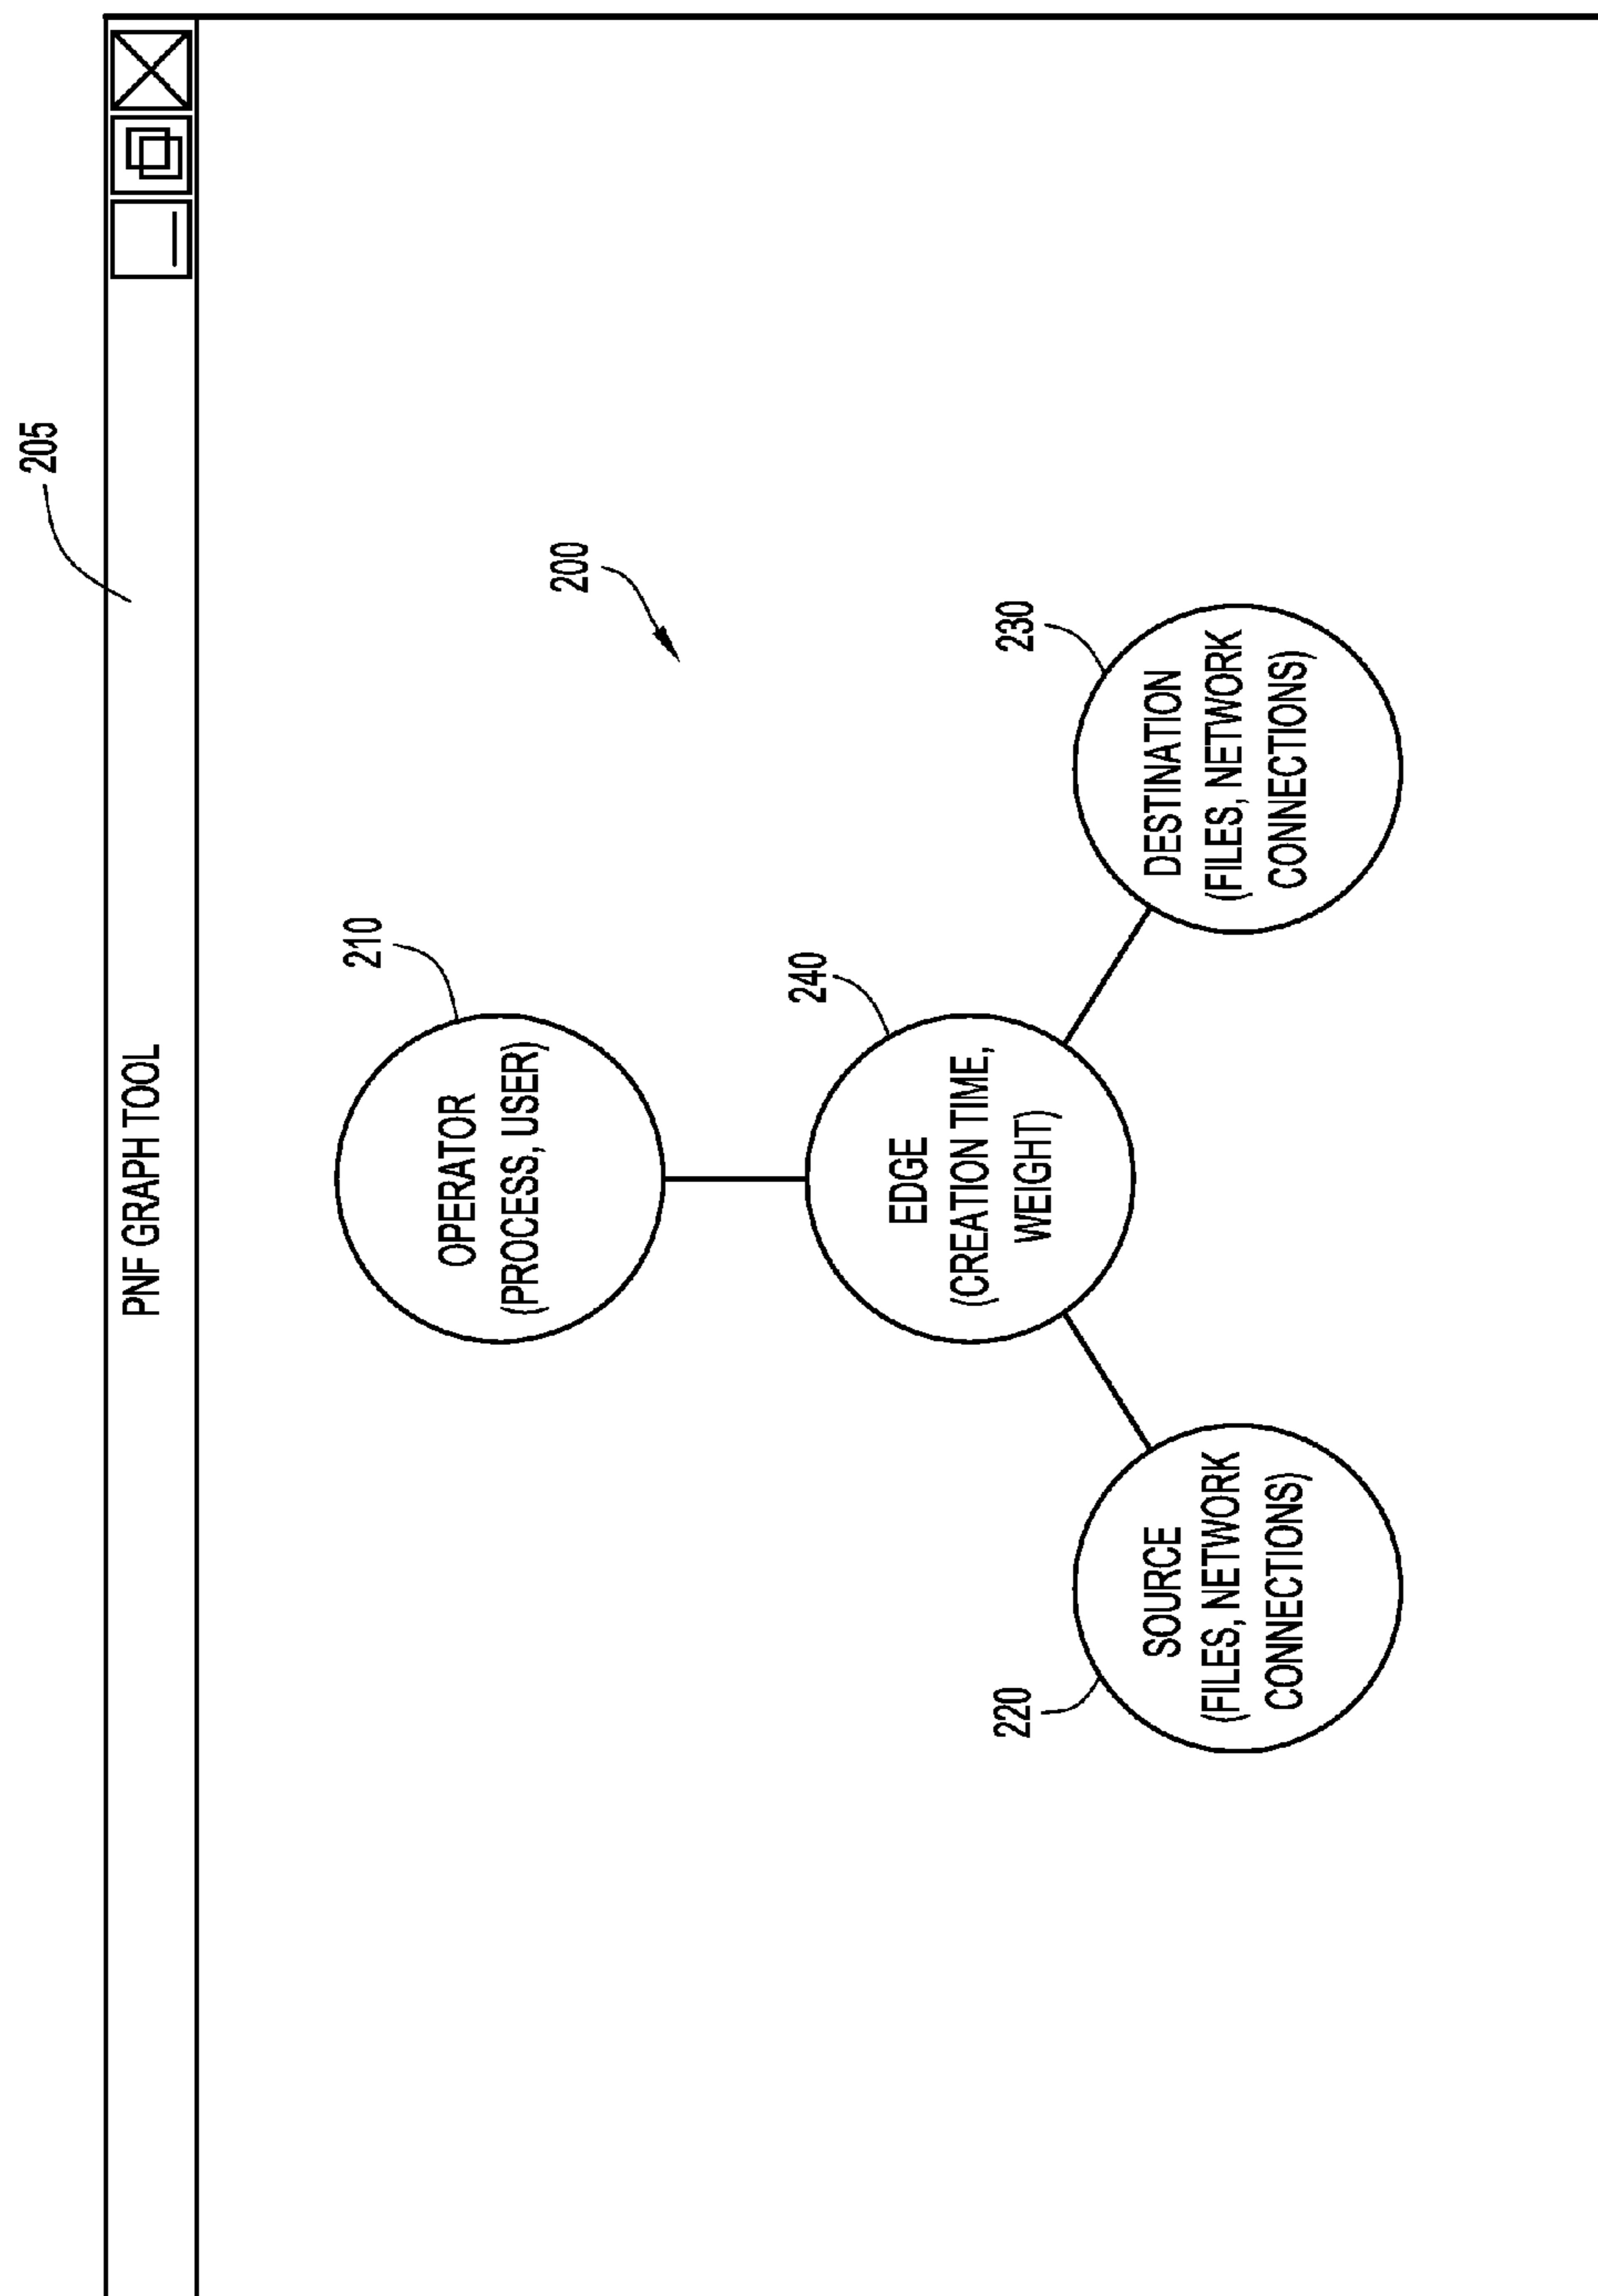 205
PNF GRAPH TOOL
200
210
OPERATOR
(PROCESS, USER)
240
EDGE
(CREATION TIME,
WEIGHT)
220
SOURCE
(FILES, NETWORK
CONNECTIONS)
230
DESTINATION
(FILES, NETWORK
CONNECTIONS)